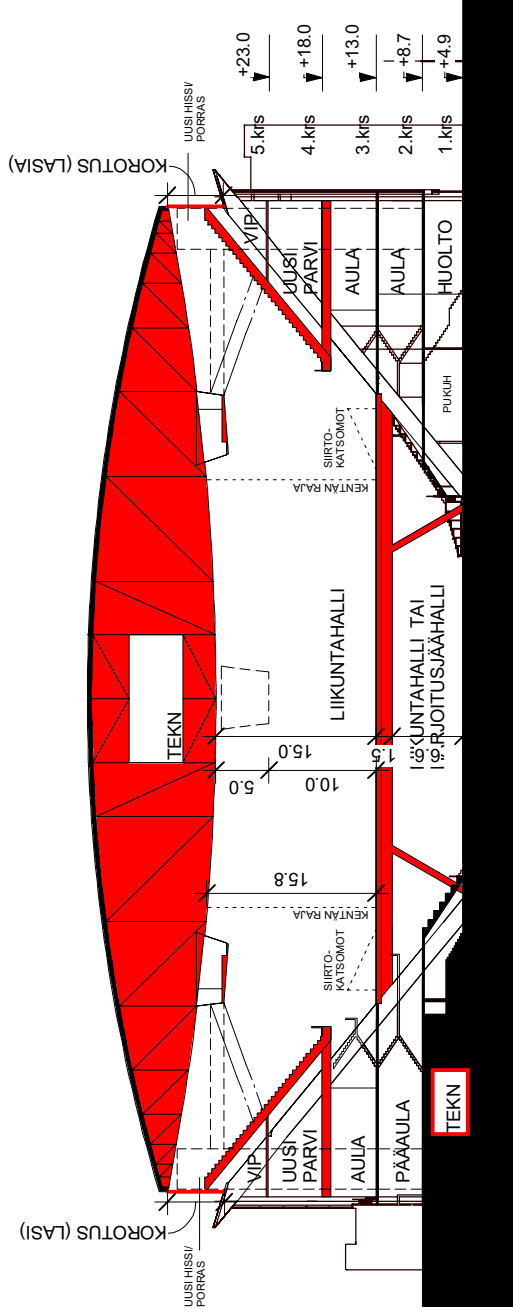 KOROTUS (LASI)
KOROTUS (LASIA)
UUSI HISSI/
PORRAS
UUSI HISSI/
PORRAS
TEKN
5.0
10.0
15.0
15.8
VIP
UUSI
PARVI
AULA
PÄÄAULA
TEKN
SIIRTO-
KATSOMOT
KENTÄN RAJA
LIIKUNTAHALLI
1.5
KUNTAHALLI TAI
RJOITUSJÄÄHALLI
KENTÄN RAJA
SIIRTO-
KATSOMOT
VIP
UUSI
PARVI
AULA
AULA
HUOLTO
PUKUH
5.krs +23.0
4.krs +18.0
3.krs +13.0
2.krs +8.7
1.krs +4.9